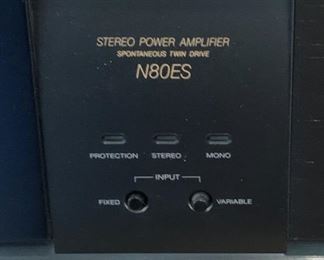 STEREO POWER AMPLIFIER
SPONTANEOUS TWIN DRIVE
N80ES
PROTECTION STEREO MONO
INPUT
FIXED VARIABLE